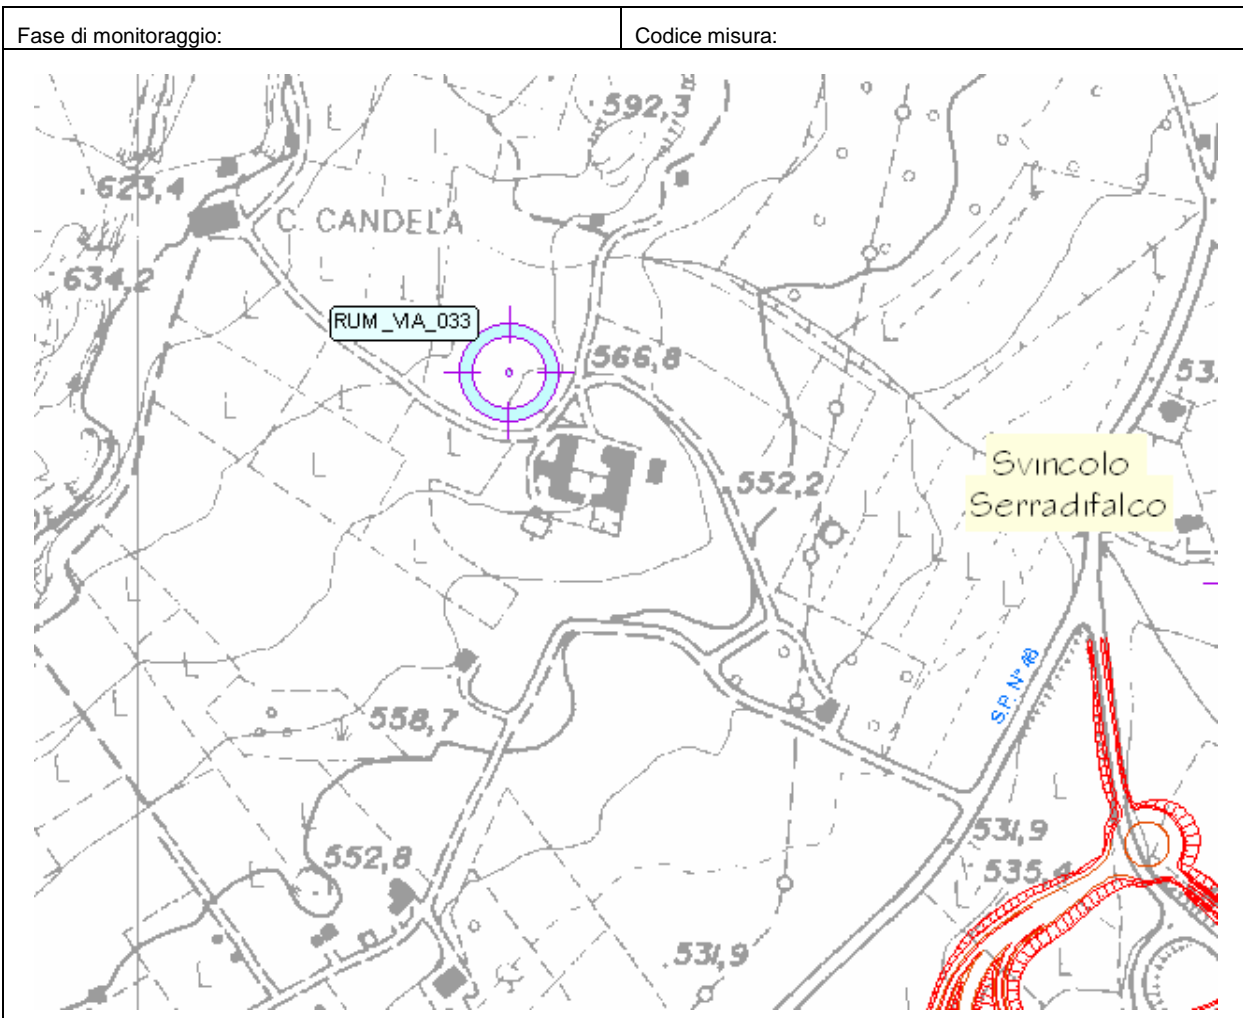 Fase di monitoraggio:
Codice misura:
592,3
623,4
C. CANDELA
634,2
RUM_VIA_033
566,8
53
Svincolo
Serradifalco
552,2
S.P. N°
558,7
531,9
535,4
552,8
531,9